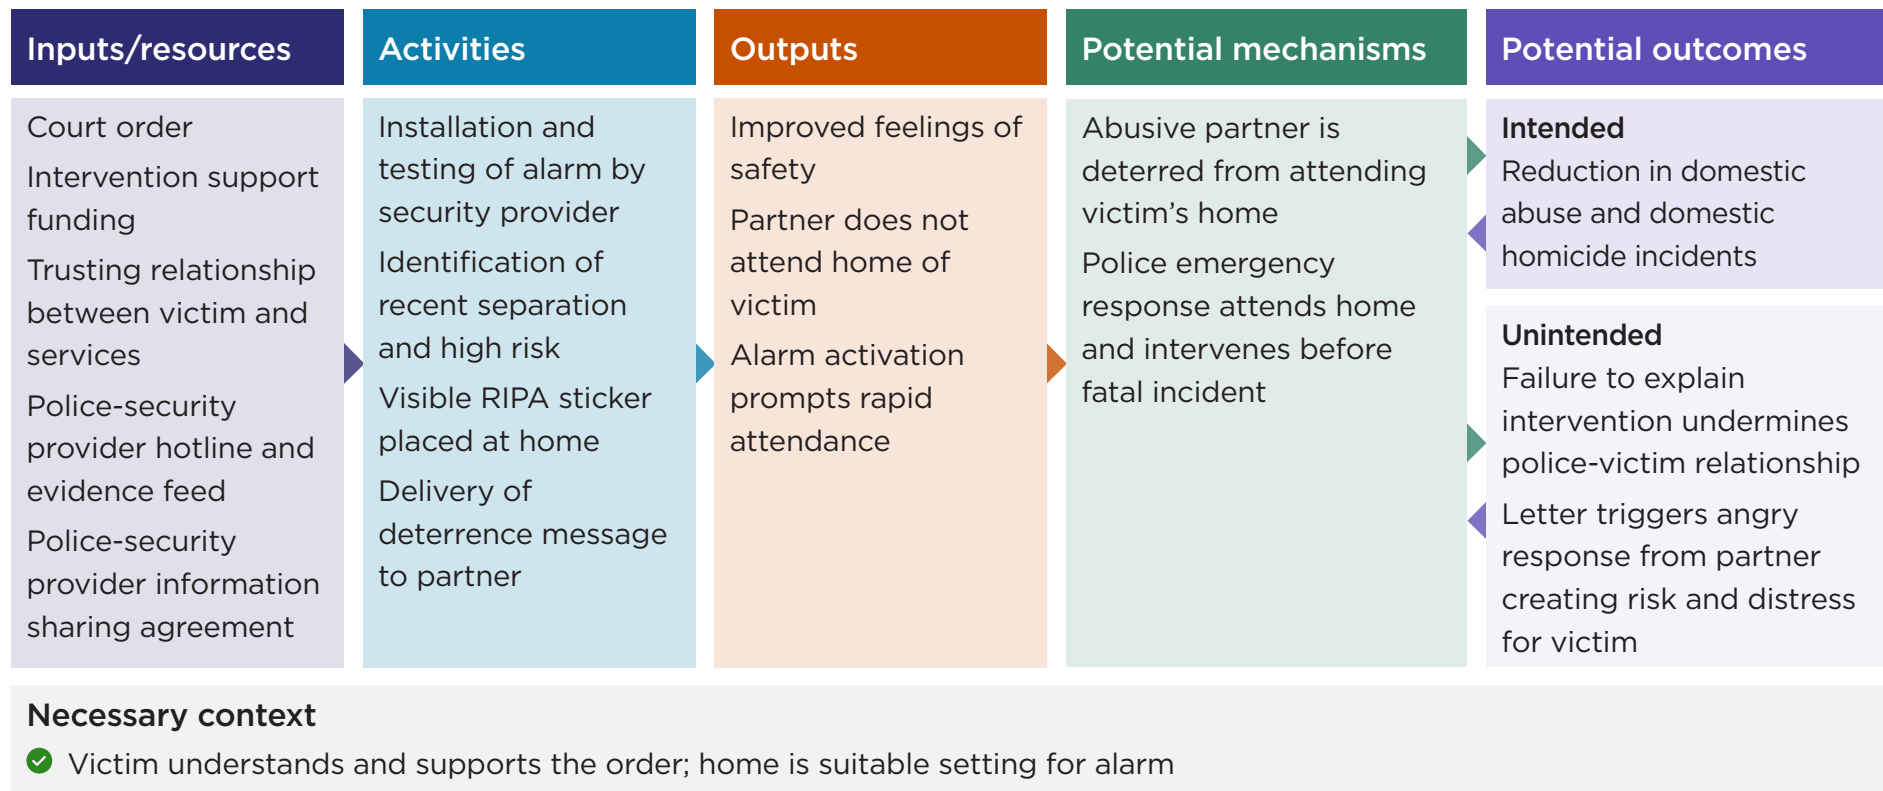 Inputs/resources
Court order
Intervention support
funding
Trusting relationship
between victim and
services
Police-security
provider hotline and
evidence feed
Police-security
provider information
sharing agreement
Activities
Installation and
testing of alarm by
security provider
Identification of
recent separation
and high risk
Visible RIPA sticker
placed at home
Delivery of
deterrence message
to partner
Outputs
Improved feelings of
safety
Partner does not
attend home of
victim
Alarm activation
prompts rapid
attendance
Potential mechanisms
Abusive partner is
deterred from attending
victim’s home
Police emergency
response attends home
and intervenes before
fatal incident
Potential outcomes
Intended
Reduction in domestic
abuse and domestic
homicide incidents
Unintended
Failure to explain
intervention undermines
police-victim relationship
Letter triggers angry
response from partner
creating risk and distress
for victim
Necessary context
Victim understands and supports the order; home is suitable setting for alarm